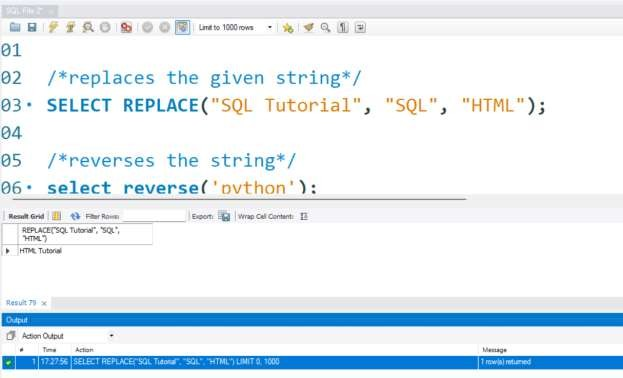 SQL File 2*
Limit to 1000 rows
01
02 /*replaces the given string*/
03 SELECT REPLACE("SQL Tutorial", "SQL", "HTML");
04
05 /*reverses the string*/
06 select reverse('python');
Result Grid Filter Rows: Export: Wrap Cell Content:
REPLACE("SQL Tutorial", "SQL",
"HTML")
HTML Tutorial
Result 79
Output
Action Output
# Time Action Message
1 17:27:56 SELECT REPLACE("SQL Tutorial", "SQL", "HTML") LIMIT 0, 1000 1 row(s) returned